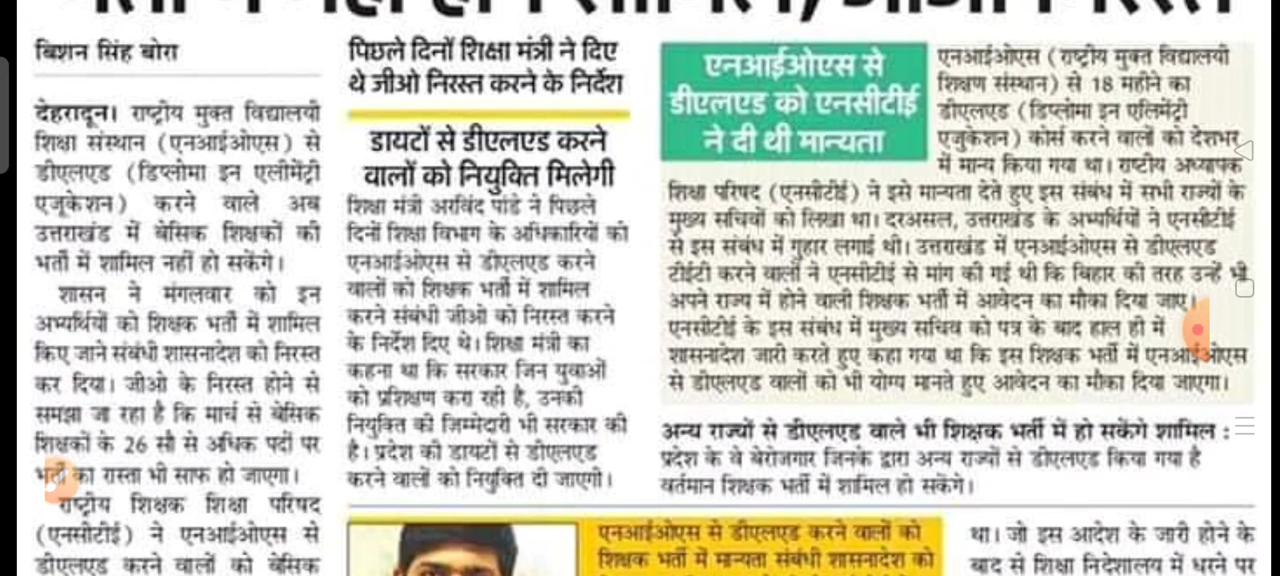 बिशन सिंह बोरा
देहरादून। राष्ट्रीय मुक्त विद्यालयी
शिक्षा संस्थान (एनआईओएस) से
डीएलएड (डिप्लोमा इन एलीमेंट्री
एजूकेशन) करने वाले अब
उत्तराखंड में बेसिक शिक्षकों की
भर्ती में शामिल नहीं हो सकेंगे।
शासन ने मंगलवार को इन
अभ्यर्थियों को शिक्षक भर्ती में शामिल
किए जाने संबंधी शासनादेश को निरस्त
कर दिया। जीओ के निरस्त होने से
समझा जा रहा है कि मार्च से बेसिक
शिक्षकों के 26 सौ से अधिक पदों पर
भर्ती का रास्ता भी साफ हो जाएगा।
राष्ट्रीय शिक्षक शिक्षा परिषद
(एनसीटीई) ने एनआईओएस से
डीएलएड करने वालों को बेसिक
पिछले दिनों शिक्षा मंत्री ने दिए
थे जीओ निरस्त करने के निर्देश
डायटों से डीएलएड करने
वालों को नियुक्ति मिलेगी
शिक्षा मंत्री अरविंद पांडे ने पिछले
दिनों शिक्षा विभाग के अधिकारियों को
एनआईओएस से डीएलएड करने
वालों को शिक्षक भर्ती में शामिल
करने संबंधी जीओ को निरस्त करने
के निर्देश दिए थे। शिक्षा मंत्री का
कहना था कि सरकार जिन युवाओं
को प्रशिक्षण करा रही है, उनकी
नियुक्ति की जिम्मेदारी भी सरकार की
है। प्रदेश की डायटों से डीएलएड
करने वालों को नियुक्ति दी जाएगी।
एनआईओएस से
डीएलएड को एनसीटीई
ने दी थी मान्यता
एनआईओएस (राष्ट्रीय मुक्त विद्यालयी
शिक्षण संस्थान) से 18 महीने का
डीएलएड (डिप्लोमा इन एलिमेंट्री
एजुकेशन) कोर्स करने वालों को देशभर
में मान्य किया गया था। राष्टीय अध्यापक
शिक्षा परिषद (एनसीटीई) ने इसे मान्यता देते हुए इस संबंध में सभी राज्यों के
मुख्य सचिवों को लिखा था। दरअसल, उत्तराखंड के अभ्यर्थियों ने एनसीटीई
से इस संबंध में गुहार लगाई थी। उत्तराखंड में एनआईओएस से डीएलएड
टीईटी करने वालों ने एनसीटीई से मांग की गई थी कि बिहार की तरह उन्हें भी
अपने राज्य में होने वाली शिक्षक भर्ती में आवेदन का मौका दिया जाए।
एनसीटीई के इस संबंध में मुख्य सचिव को पत्र के बाद हाल ही में
शासनादेश जारी करते हुए कहा गया था कि इस शिक्षक भर्ती में एनआईओएस
से डीएलएड वालों को भी योग्य मानते हुए आवेदन का मौका दिया जाएगा।
अन्य राज्यों से डीएलएड वाले भी शिक्षक भर्ती में हो सकेंगे शामिल :
प्रदेश के वे बेरोजगार जिनके द्वारा अन्य राज्यों से डीएलएड किया गया है
वर्तमान शिक्षक भर्ती में शामिल हो सकेंगे।
एनआईओएस से डीएलएड करने वालों को
शिक्षक भर्ती में मान्यता संबंधी शासनादेश को
था। जो इस आदेश के जारी होने के
बाद से शिक्षा निदेशालय में धरने पर